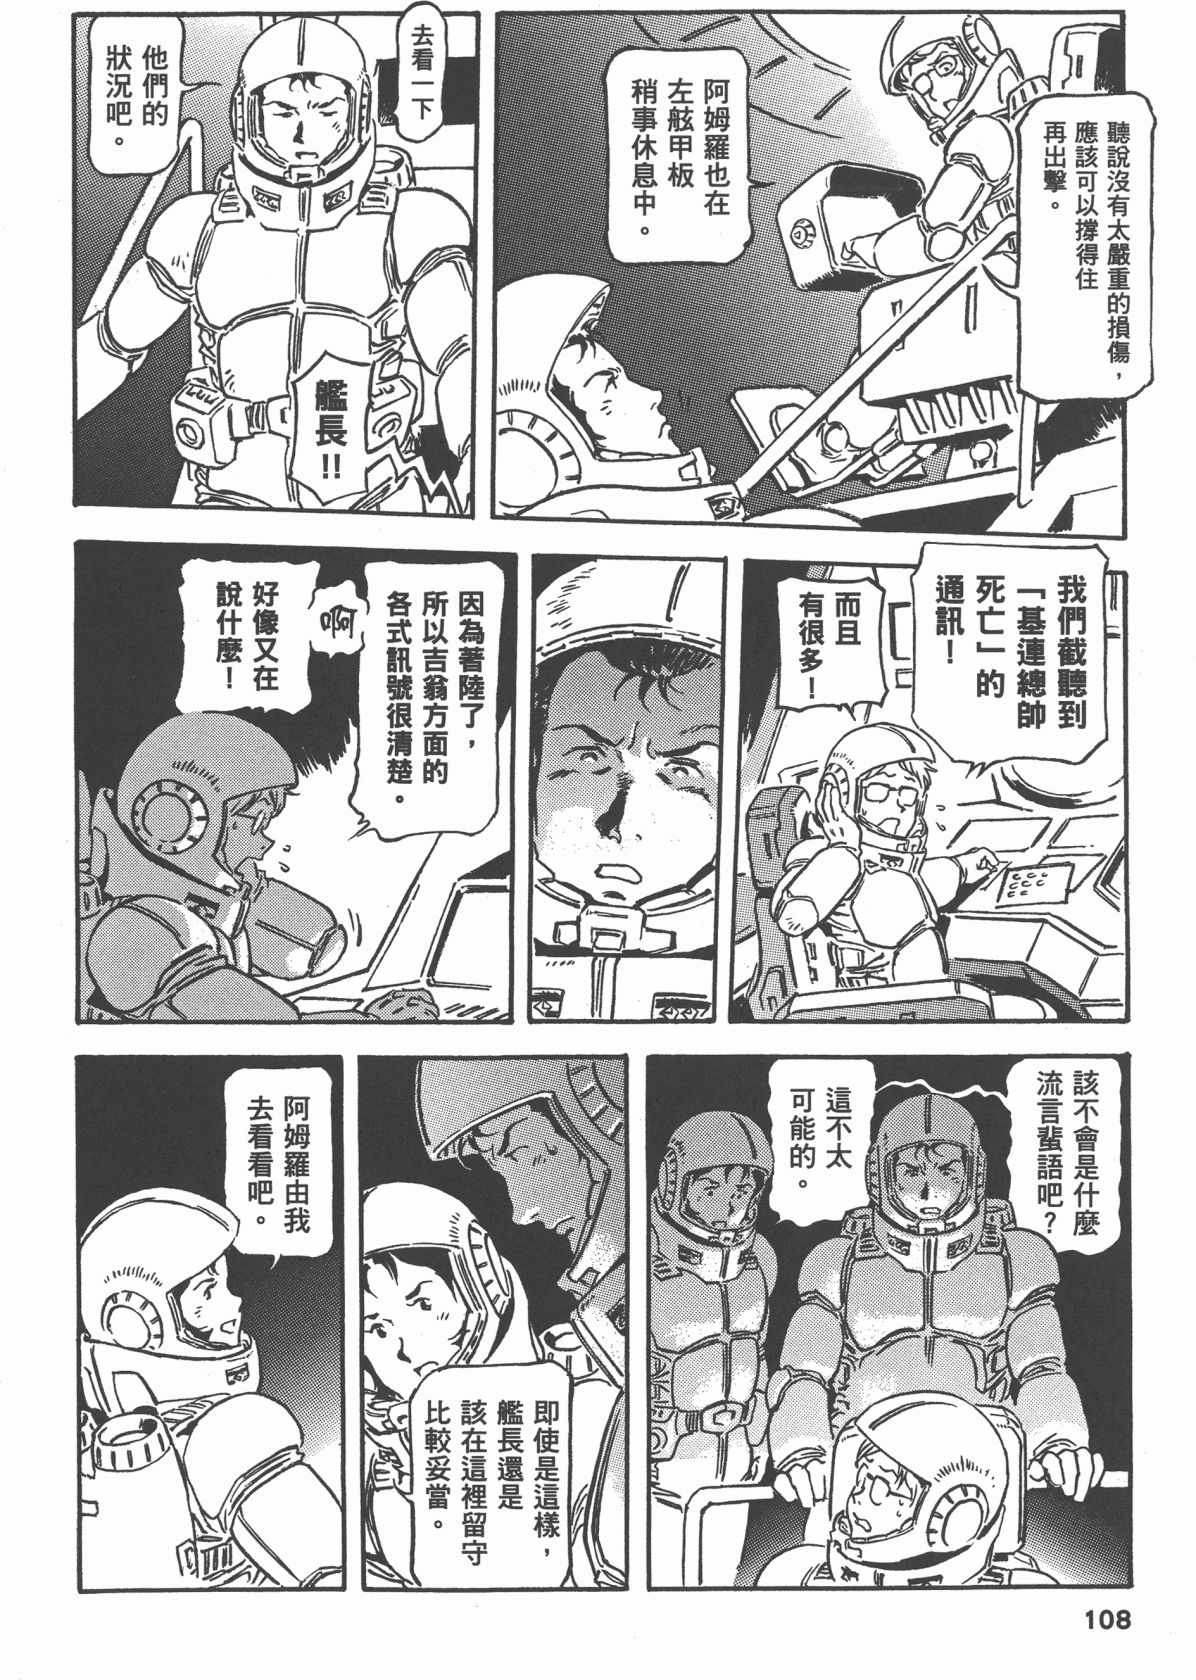 聽說沒有太嚴重的損傷，
應該可以撐得住
再出擊。
阿姆羅也在
左舷甲板
稍事休息中。
去看一下
他們的
狀況吧。
艦長!!
我們截聽到
「基連總帥
死亡」的
通訊！
而且
有很多！
因為著陸了，
所以吉翁方面的
各式訊號很清楚。
啊
好像又在
說什麼！
該不會是什麼
流言蜚語吧？
這不太
可能的。
即使是這樣，
艦長還是
該在這裡留守
比較妥當。
阿姆羅由我
去看看吧。
108